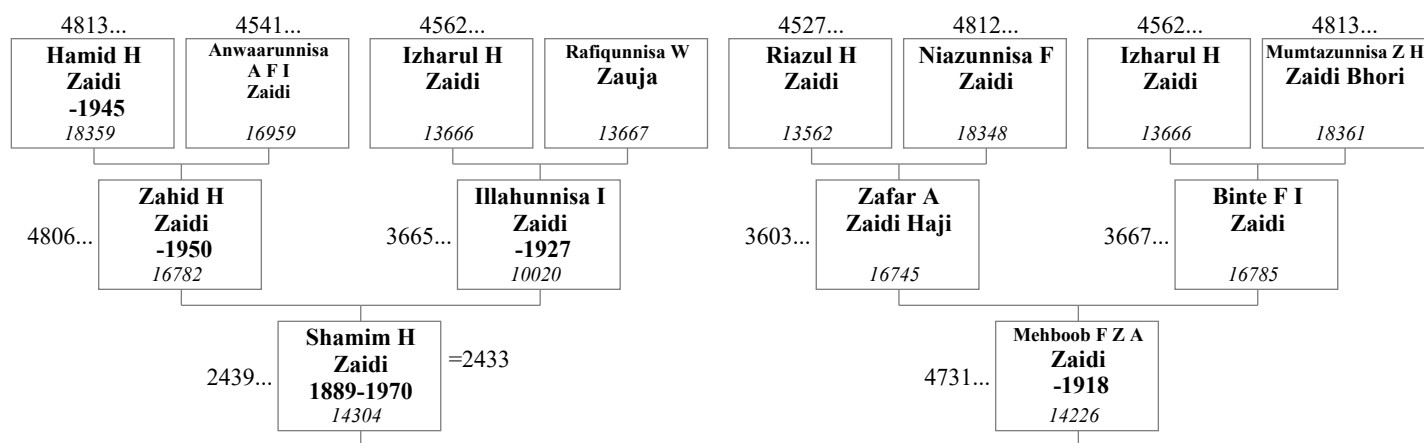 4813... 4541... 4562... 4527... 4812... 4562... 4813...
Hamid H
Zaidi
-1945
18359
Anwaarunnisa
A F I
Zaidi
16959
Izharul H
Zaidi
13666
Rafiqunnisa W
Zauja
13667
Riazul H
Zaidi
13562
Niazunnisa F
Zaidi
18348
Izharul H
Zaidi
13666
Mumtazunnisa Z H
Zaidi Bhori
18361
4806...
Zahid H
Zaidi
-1950
16782
3665...
Illahunnisa I
Zaidi
-1927
10020
3603...
Zafar A
Zaidi Haji
16745
3667...
Binte F I
Zaidi
16785
2439...
Shamim H
Zaidi
1889-1970
14304
=2433
4731...
Mehboob F Z A
Zaidi
-1918
14226